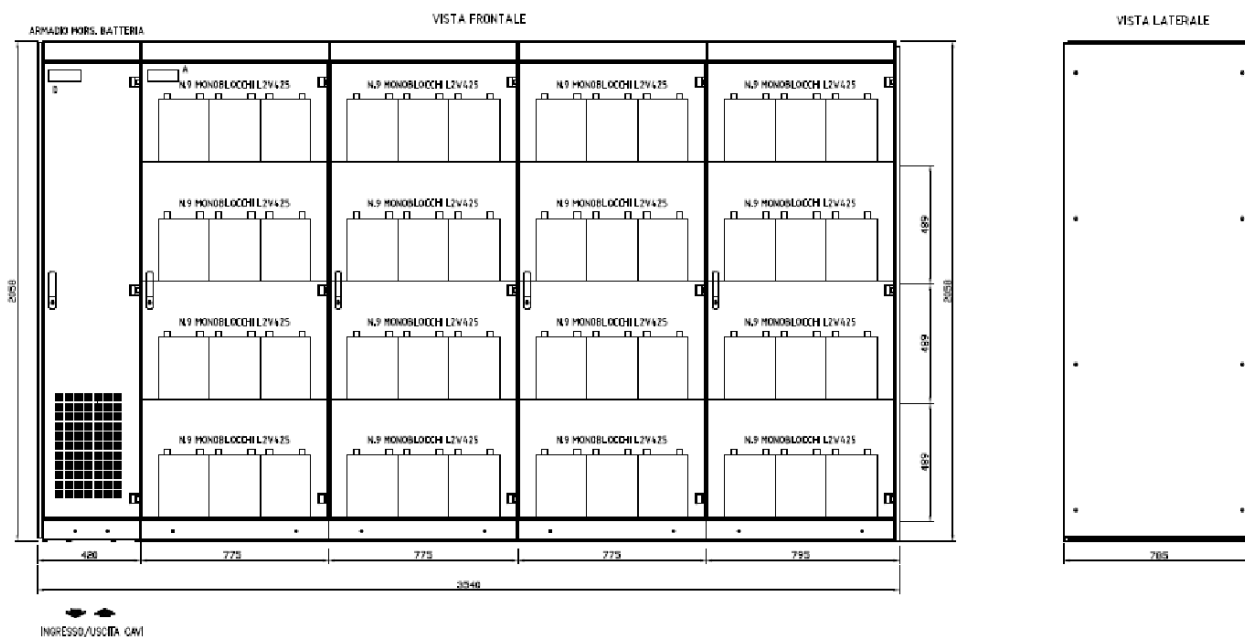 VISTA FRONTALE
VISTA LATERALE
ARMADIO MORS. BATTERIA
A
N.9 MONOBLOCCHI L2V425
N.9 MONOBLOCCHI L2V425
N.9 MONOBLOCCHI L2V425
N.9 MONOBLOCCHI L2V425
N.9 MONOBLOCCHI L2V425
N.9 MONOBLOCCHI L2V425
N.9 MONOBLOCCHI L2V425
N.9 MONOBLOCCHI L2V425
489
2058
2058
N.9 MONOBLOCCHI L2V425
N.9 MONOBLOCCHI L2V425
N.9 MONOBLOCCHI L2V425
N.9 MONOBLOCCHI L2V425
489
N.9 MONOBLOCCHI L2V425
N.9 MONOBLOCCHI L2V425
N.9 MONOBLOCCHI L2V425
N.9 MONOBLOCCHI L2V425
489
420
775
775
775
795
785
3540
INGRESSO/USCITA CAVI